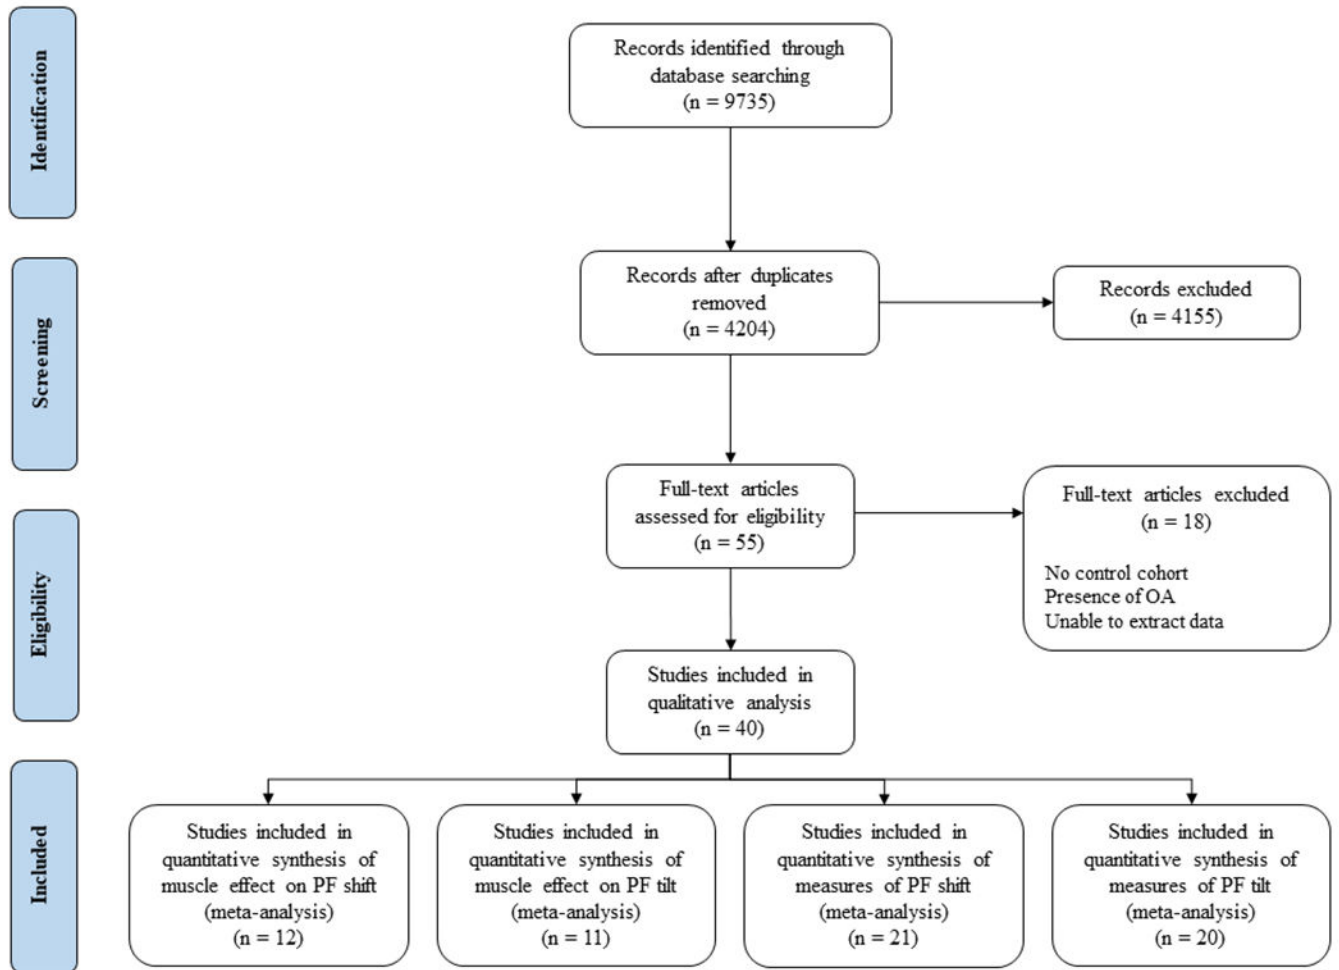 Identification
Records identified through
database searching
(n = 9735)
Screening
Records after duplicates
removed
(n = 4204)
Records excluded
(n = 4155)
Eligibility
Full-text articles
assessed for eligibility
(n = 55)
Full-text articles excluded
(n = 18)
No control cohort
Presence of OA
Unable to extract data
Studies included in
qualitative analysis
(n = 40)
Included
Studies included in
quantitative synthesis of
muscle effect on PF shift
(meta-analysis)
(n = 12)
Studies included in
quantitative synthesis of
muscle effect on PF tilt
(meta-analysis)
(n = 11)
Studies included in
quantitative synthesis of
measures of PF shift
(meta-analysis)
(n = 21)
Studies included in
quantitative synthesis of
measures of PF tilt
(meta-analysis)
(n = 20)